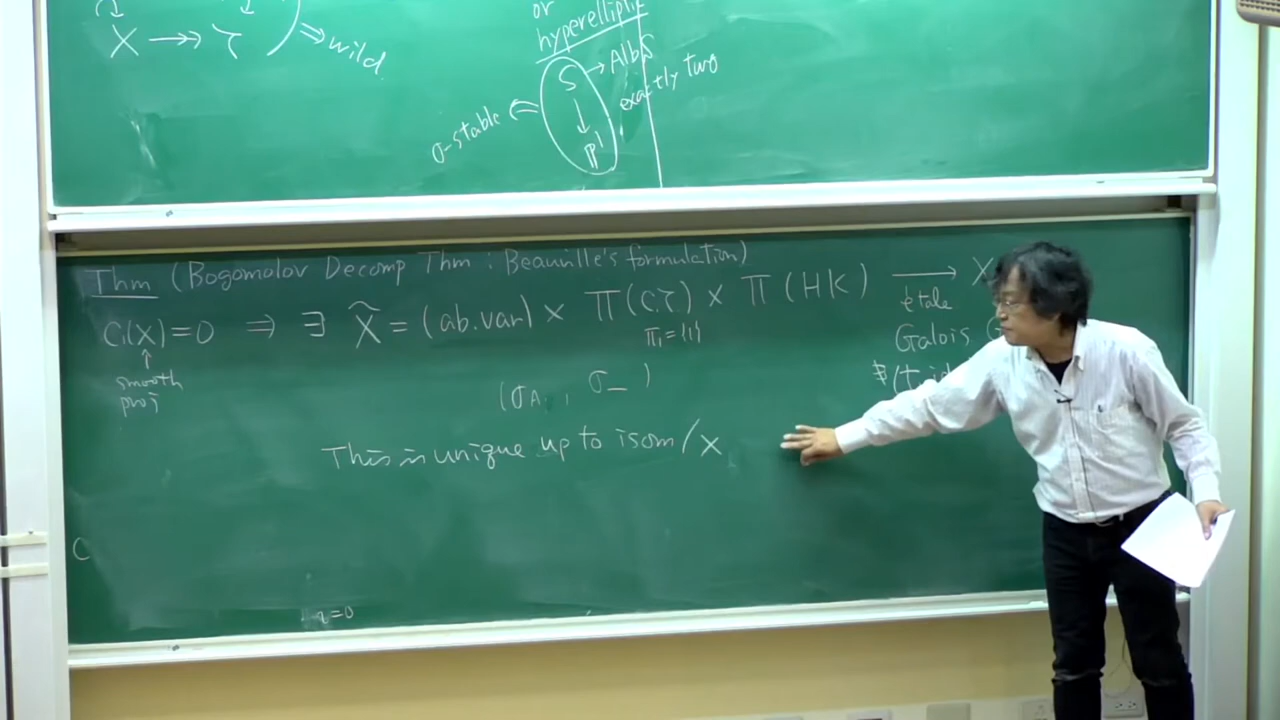 X ↠ Y ) ⇒ wild.
or
hyperelliptic
S → Alb S
↓
P¹
exactly two
σ-stable ⇐
Thm (Bogomolov Decomp Thm : Beauville's formulation)
C₁(X)=0 ⇒ ∃ X̃ = (ab.var) × Π(C.Y.) × Π(HK) → X
étale
π₁={1}
Galois G
smooth
proj
(σ_A, , σ_– )
This is unique up to isom/X
C
q=0